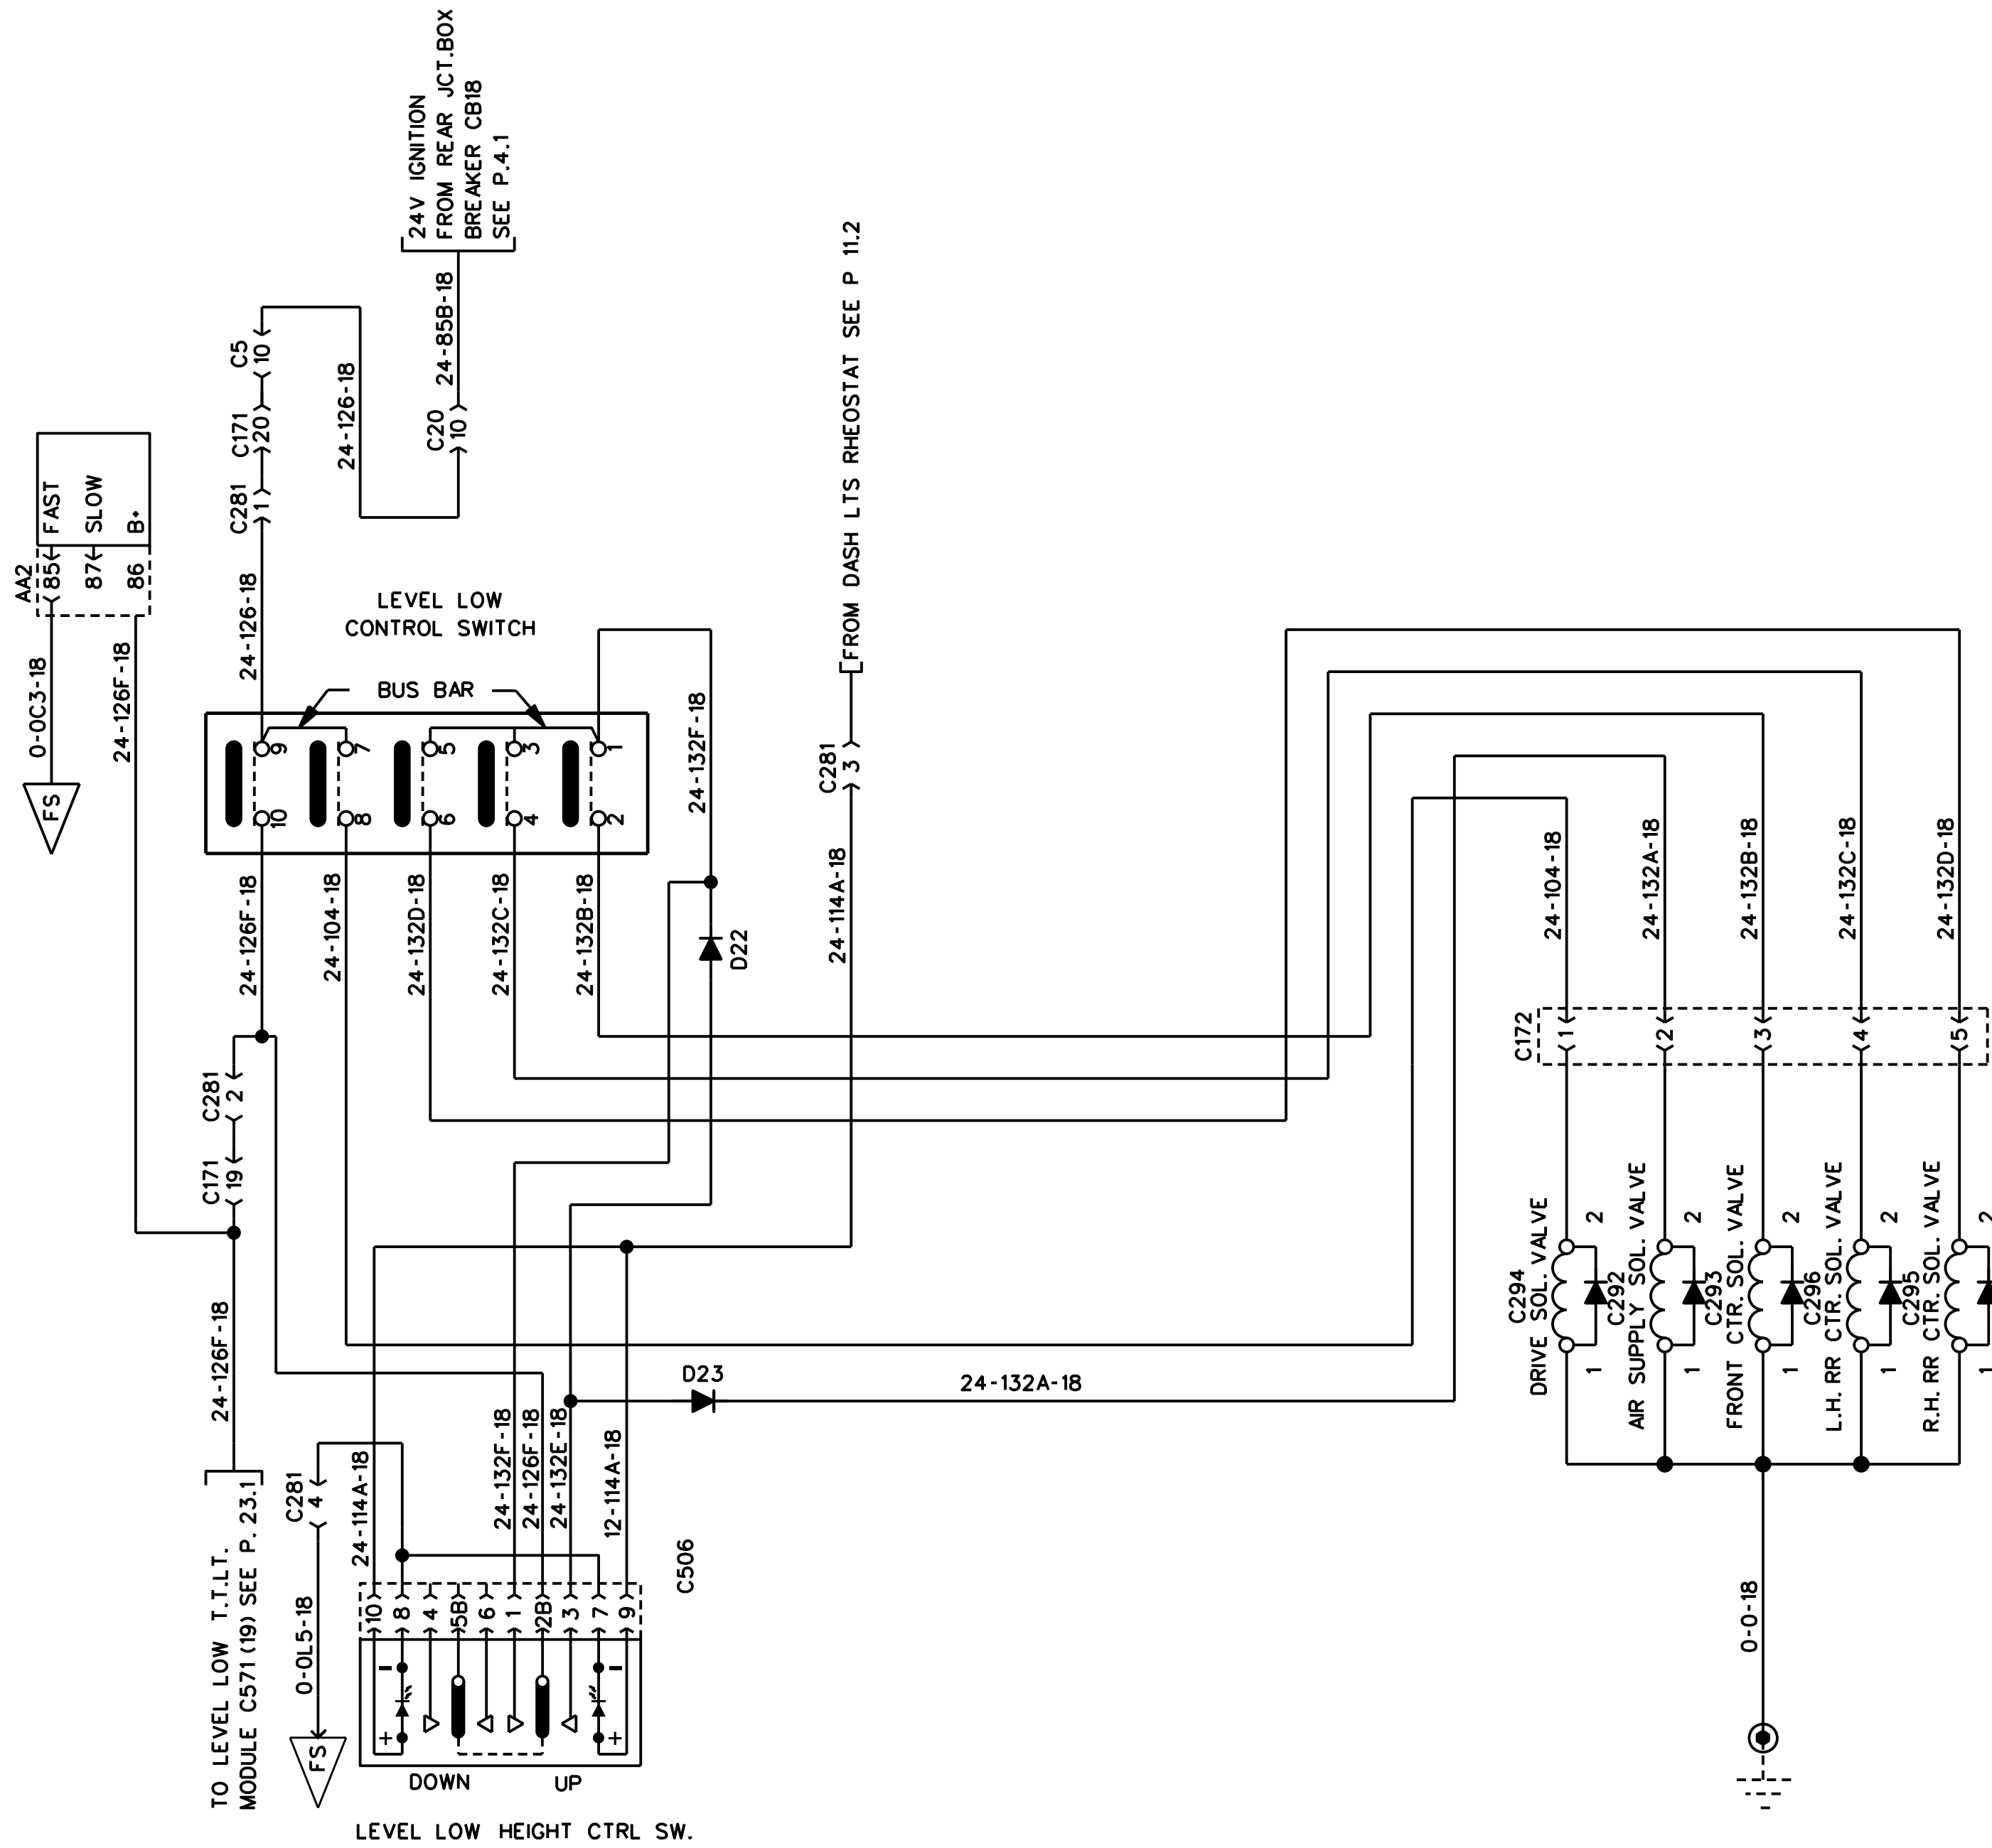 24V IGNITION
FROM REAR JCT.BOX
BREAKER CB18
SEE P.4.1
24-85B-18
C20
10
24-126-18
C5
10
C171
20
C281
1
24-126-18
FAST
SLOW
B+
AA2
85
87
86
0-0C3-18
FS
24-126F-18
FROM DASH LTS RHEOSTAT SEE P 11.2
C281
3
24-114A-18
LEVEL LOW
CONTROL SWITCH
BUS BAR
9
7
5
3
1
10
8
6
4
2
24-132F-18
D22
24-126F-18
24-104-18
24-132D-18
24-132C-18
24-132B-18
C281
2
C171
19
24-126F-18
TO LEVEL LOW T.T.LT.
MODULE C571(19) SEE P. 23.1
24-104-18
24-132A-18
24-132B-18
24-132C-18
24-132D-18
C172
1
2
3
4
5
C294
DRIVE SOL. VALVE
2
1
C292
AIR SUPPLY SOL. VALVE
2
1
C293
FRONT CTR. SOL. VALVE
2
1
C296
L.H. RR CTR. SOL. VALVE
2
1
C295
R.H. RR CTR. SOL. VALVE
2
1
0-0-18
D23
24-132A-18
C281
4
0-0L5-18
FS
24-114A-18
24-132F-18
24-126F-18
24-132E-18
12-114A-18
C506
10
8
4
5B
6
1
2B
3
7
9
-
-
+
+
DOWN
UP
LEVEL LOW HEIGHT CTRL SW.